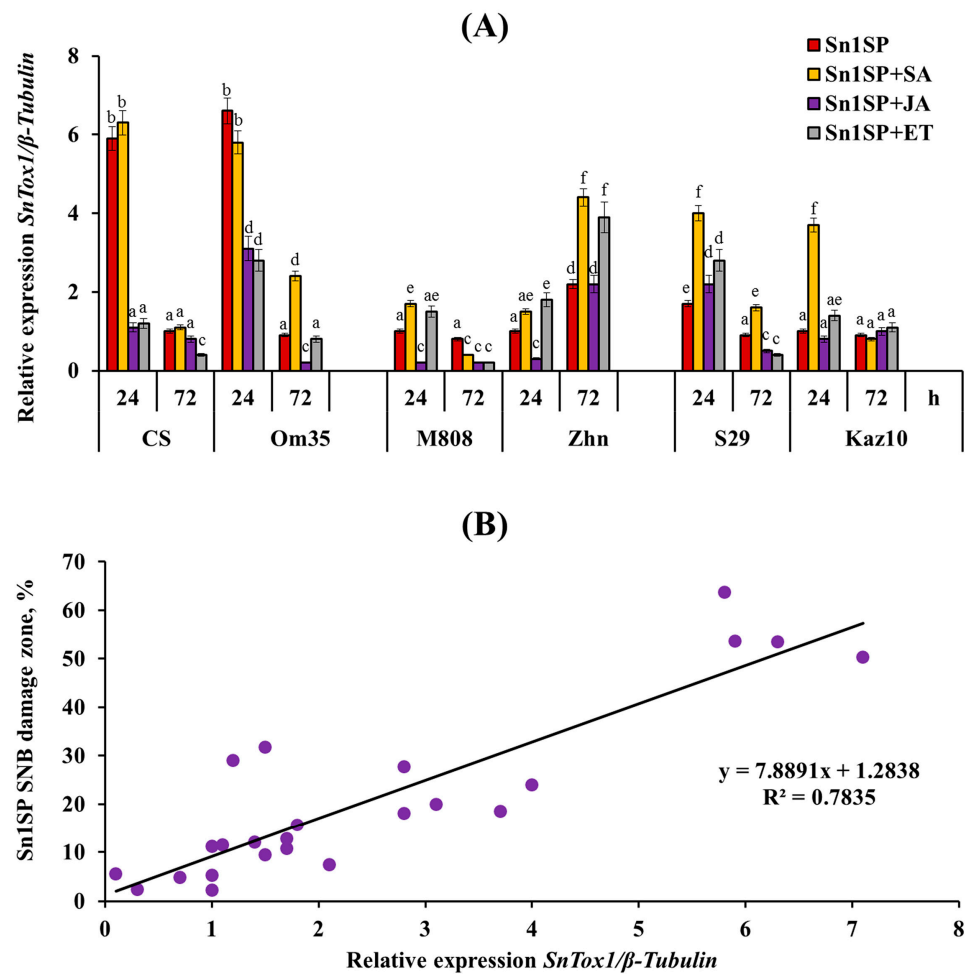 (A)
Relative expression SnTox1/β-Tubulin
Sn1SP
Sn1SP+SA
Sn1SP+JA
Sn1SP+ET
8
6
4
2
0
b b a a a a a c
b b d d a d c a
a e c ae a c c c
a ae c a d f d f
e f d d a e c c
a f a ae a a a a
24 72 24 72 24 72 24 72 24 72 24 72 h
CS Om35 M808 Zhn S29 Kaz10
(B)
Sn1SP SNB damage zone, %
70
60
50
40
30
20
10
0
y = 7.8891x + 1.2838
R² = 0.7835
0 1 2 3 4 5 6 7 8
Relative expression SnTox1/β-Tubulin